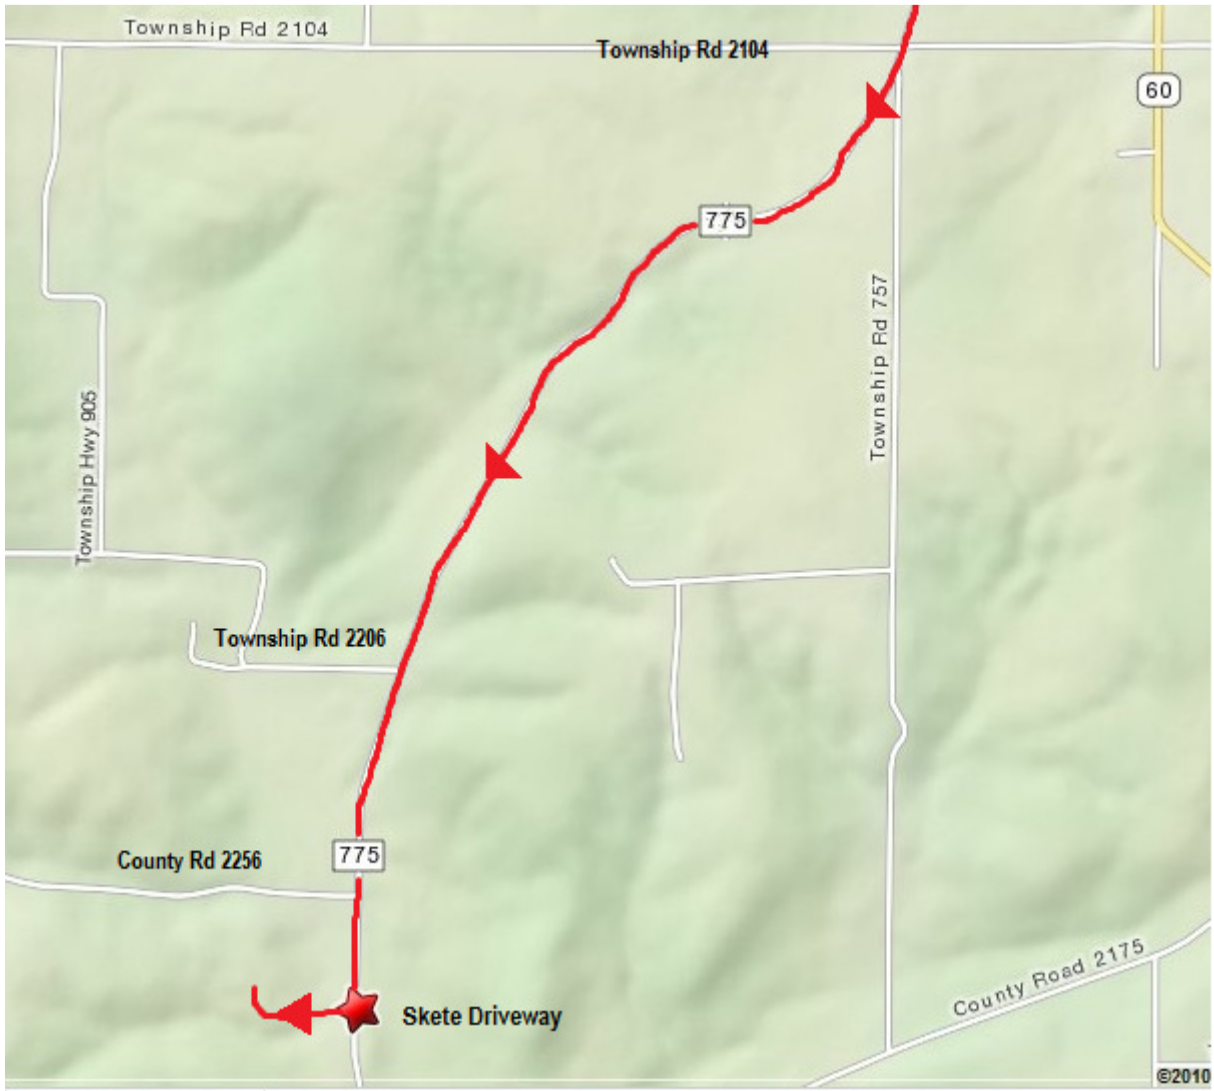 Township Rd 2104
Township Rd 2104
60
775
Township Rd 757
Township Hwy 905
Township Rd 2206
775
County Rd 2256
County Road 2175
Skete Driveway
©2010